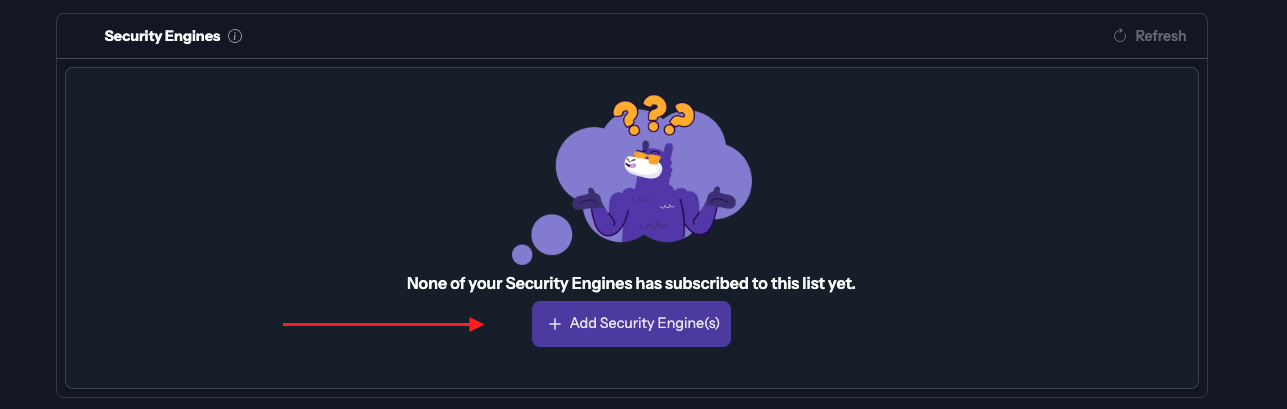 Security Engines
Refresh
???
None of your Security Engines has subscribed to this list yet.
+ Add Security Engine(s)